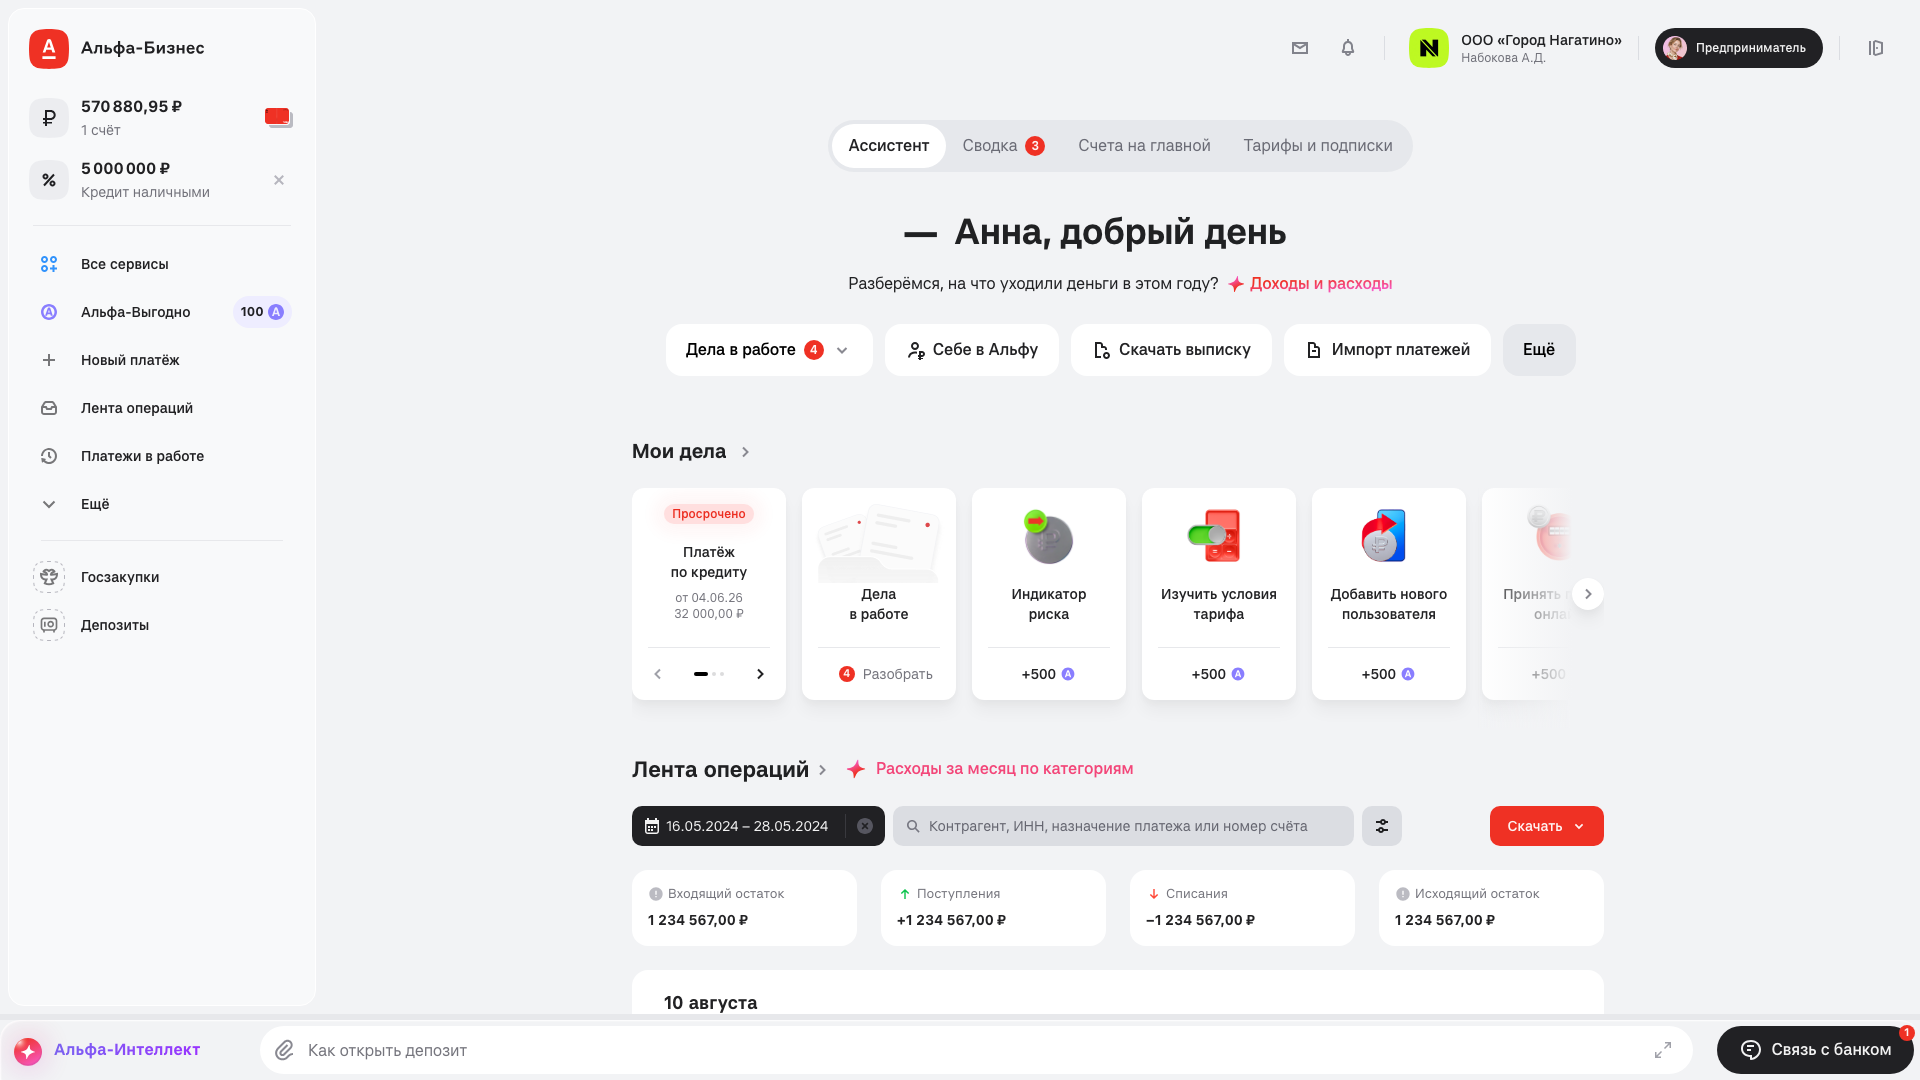 Альфа-Бизнес
570 880,95 ₽
1 счёт
5 000 000 ₽
Кредит наличными
Все сервисы
Альфа-Выгодно
100
Новый платёж
Лента операций
Платежи в работе
Ещё
Госзакупки
Депозиты
ООО «Город Нагатино»
Набокова А.Д.
Предприниматель
Ассистент
Сводка 3
Счета на главной
Тарифы и подписки
— Анна, добрый день
Разберёмся, на что уходили деньги в этом году? Доходы и расходы
Дела в работе 4
Себе в Альфу
Скачать выписку
Импорт платежей
Ещё
Мои дела
Просрочено
Платёж
по кредиту
от 04.06.26
32 000,00 ₽
Дела
в работе
4 Разобрать
Индикатор
риска
+500
Изучить условия
тарифа
+500
Добавить нового
пользователя
+500
Принять
+500
Лента операций
Расходы за месяц по категориям
16.05.2024 – 28.05.2024
Контрагент, ИНН, назначение платежа или номер счёта
Скачать
Входящий остаток
1 234 567,00 ₽
Поступления
+1 234 567,00 ₽
Списания
−1 234 567,00 ₽
Исходящий остаток
1 234 567,00 ₽
10 августа
Альфа-Интеллект
Как открыть депозит
Связь с банком
1